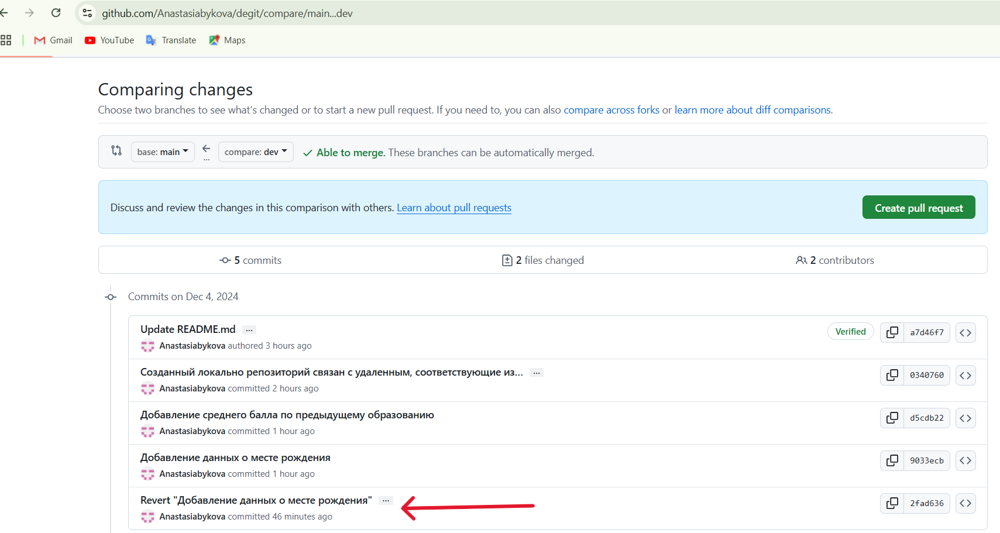 github.com/Anastasiabykova/degit/compare/main...dev
Gmail YouTube Translate Maps
Comparing changes
Choose two branches to see what's changed or to start a new pull request. If you need to, you can also compare across forks or learn more about diff comparisons.
base: main ... compare: dev Able to merge. These branches can be automatically merged.
Discuss and review the changes in this comparison with others. Learn about pull requests Create pull request
5 commits 2 files changed 2 contributors
Commits on Dec 4, 2024
Update README.md ... Verified a7d46f7
Anastasiabykova authored 3 hours ago
Созданный локально репозиторий связан с удаленным, соответствующие из... ... 0340760
Anastasiabykova committed 2 hours ago
Добавление среднего балла по предыдущему образованию d5cdb22
Anastasiabykova committed 1 hour ago
Добавление данных о месте рождения 9033ecb
Anastasiabykova committed 1 hour ago
Revert "Добавление данных о месте рождения" ... 2fad636
Anastasiabykova committed 46 minutes ago